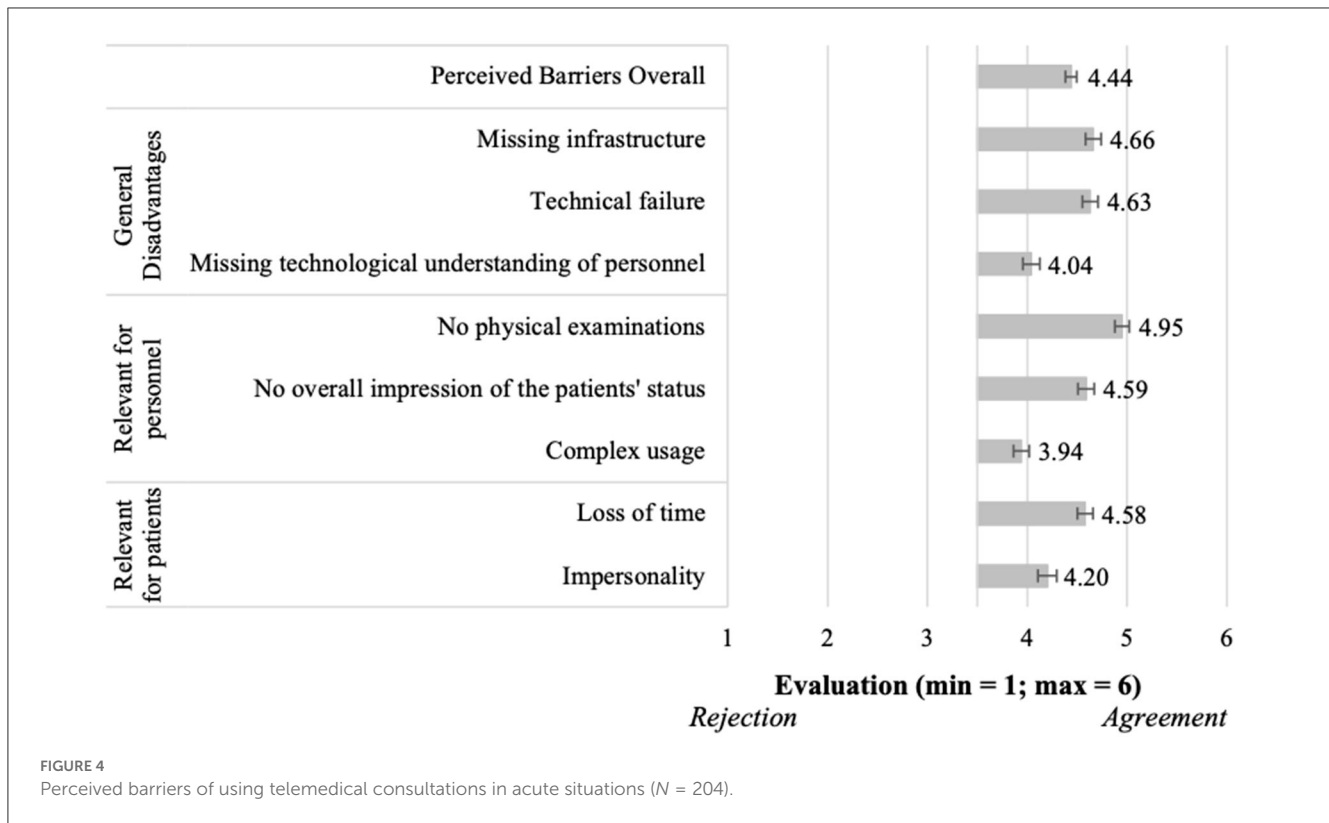 Perceived Barriers Overall
4.44
General
Disadvantages
Missing infrastructure
4.66
Technical failure
4.63
Missing technological understanding of personnel
4.04
Relevant for
personnel
No physical examinations
4.95
No overall impression of the patients' status
4.59
Complex usage
3.94
Relevant
for patients
Loss of time
4.58
Impersonality
4.20
1 2 3 4 5 6
Evaluation (min = 1; max = 6)
Rejection Agreement
FIGURE 4
Perceived barriers of using telemedical consultations in acute situations (N = 204).